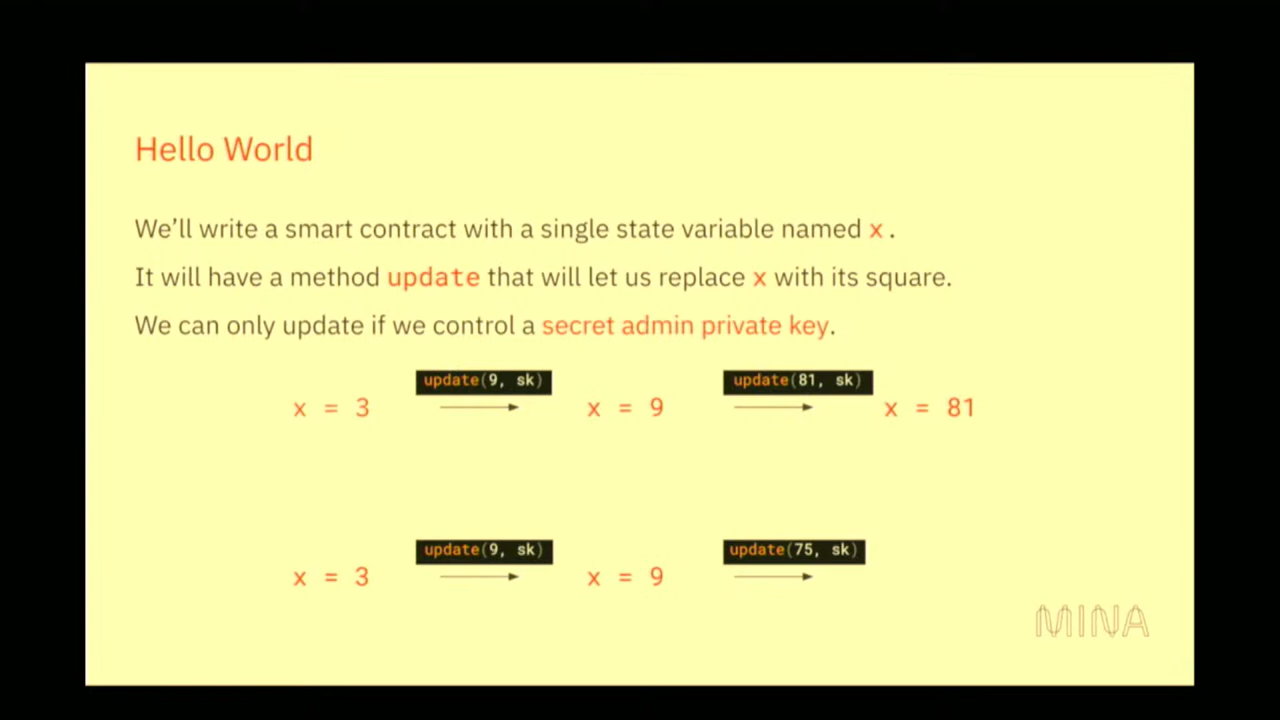 Hello World
We'll write a smart contract with a single state variable named x .
It will have a method update that will let us replace x with its square.
We can only update if we control a secret admin private key.
update(9, sk) update(81, sk)
x = 3 x = 9 x = 81
update(9, sk) update(75, sk)
x = 3 x = 9
MINA